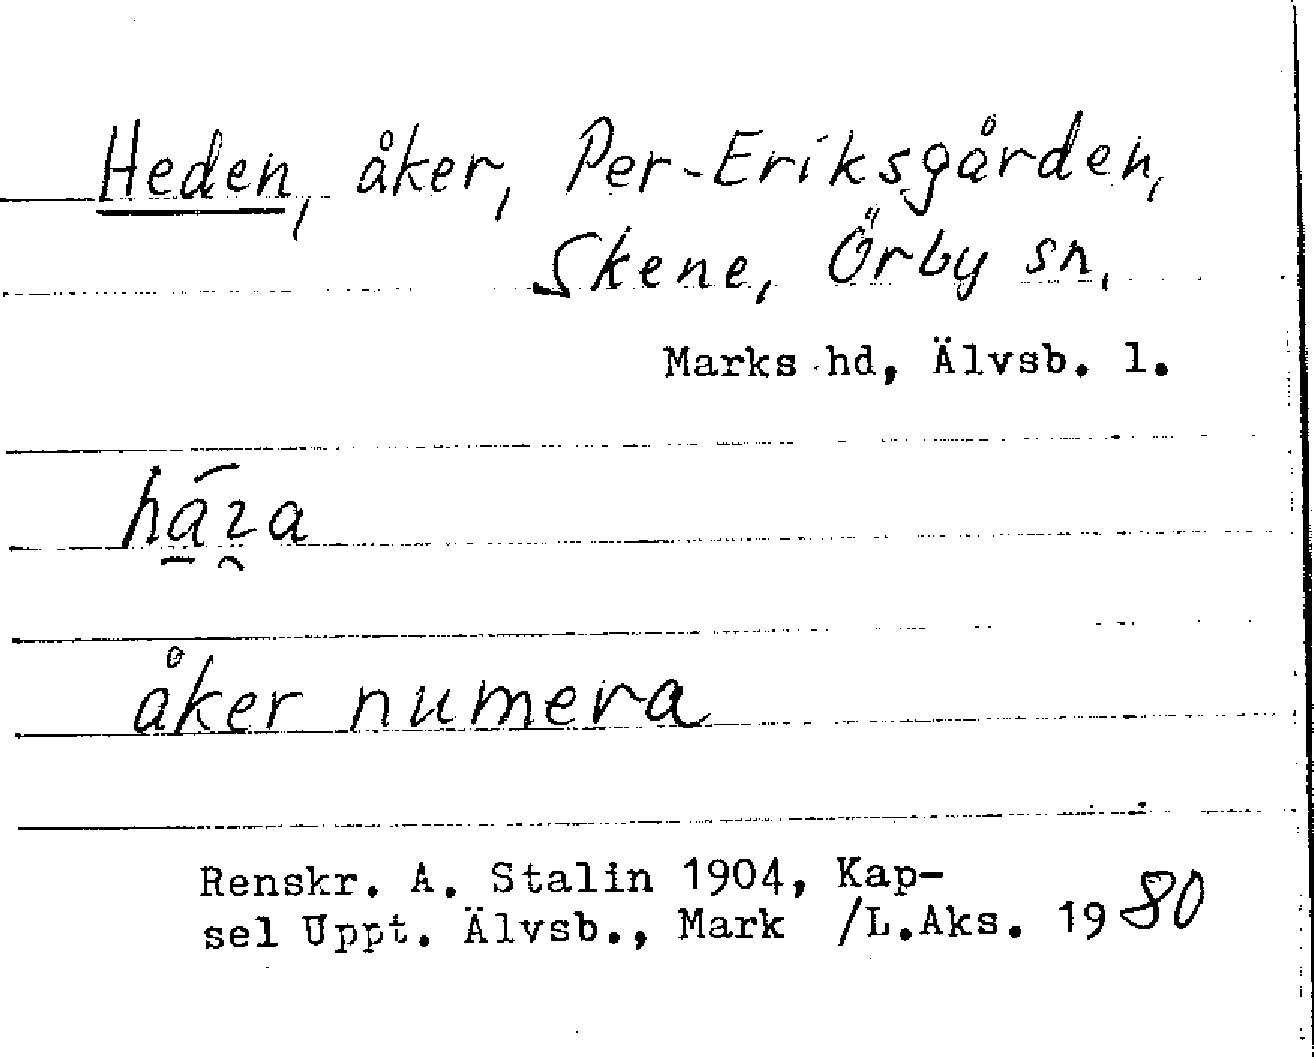 Heden, åker, Per-Eriksgården,
Skene, Örby sn.
Marks hd, Älvsb. l.
åker numera
Renskr. A. Stalin 1904, Kap-
sel Uppt. Älvsb., Mark /L.Aks. 1980